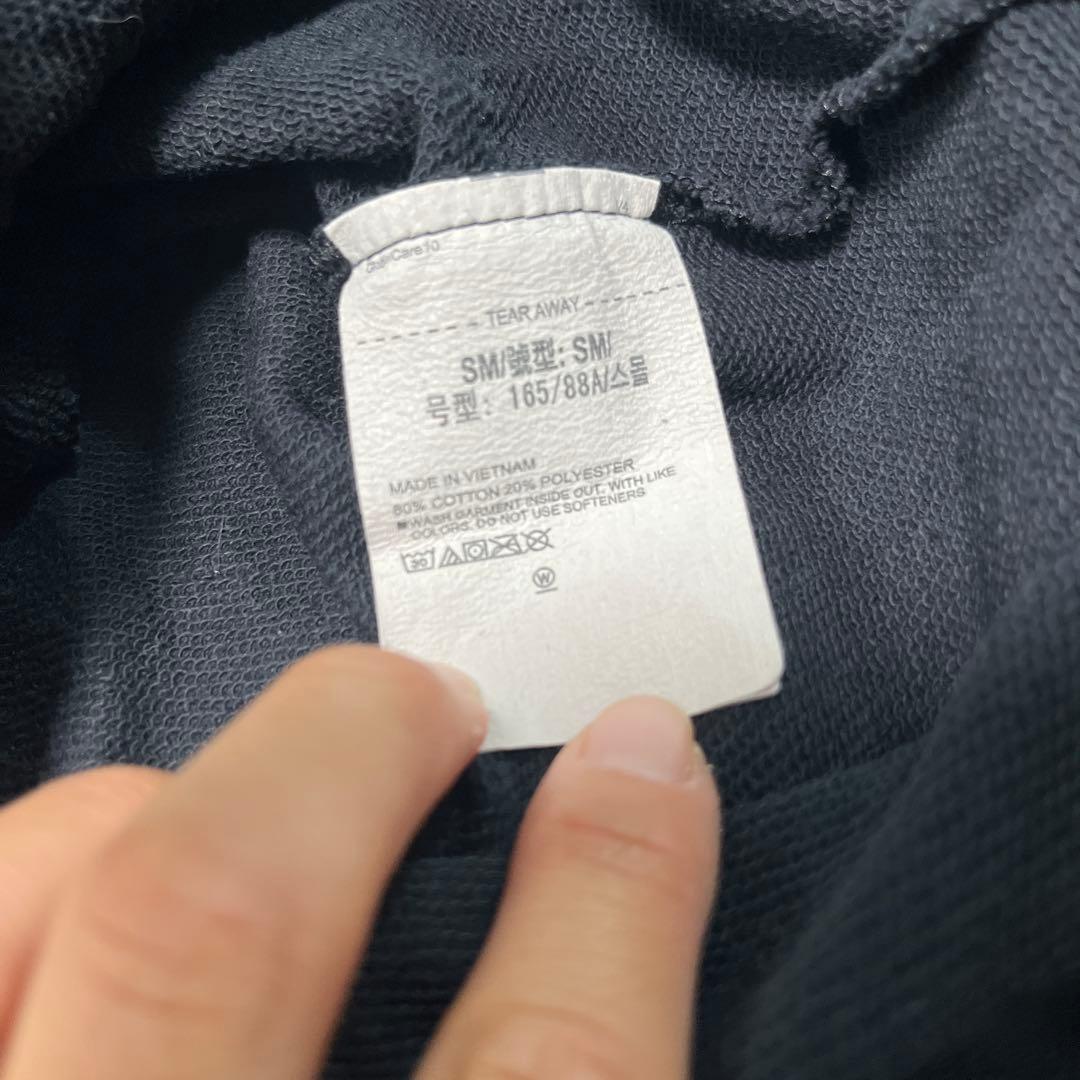 TEAR AWAY
SM/號型: SM/
号型: 165/88A/스몰
MADE IN VIETNAM
80% COTTON 20% POLYESTER
■ WASH GARMENT INSIDE OUT, WITH LIKE
COLORS. DO NOT USE SOFTENERS
30
W